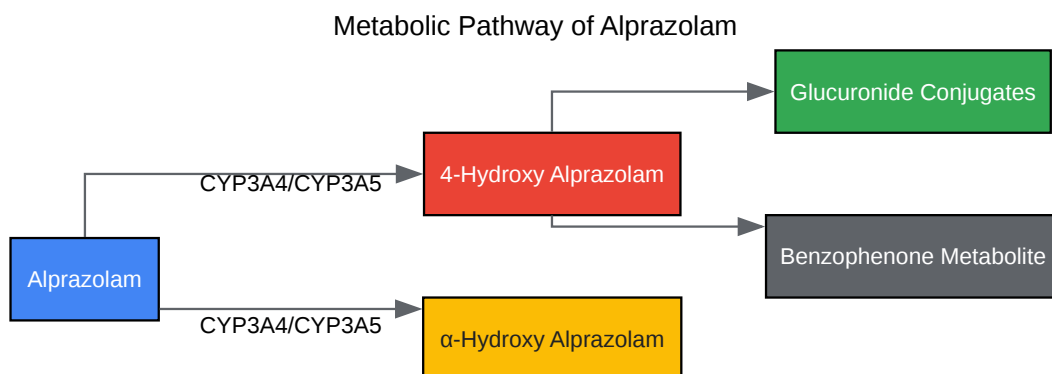 Metabolic Pathway of Alprazolam
Glucuronide Conjugates
4-Hydroxy Alprazolam
CYP3A4/CYP3A5
Benzophenone Metabolite
Alprazolam
CYP3A4/CYP3A5
α-Hydroxy Alprazolam